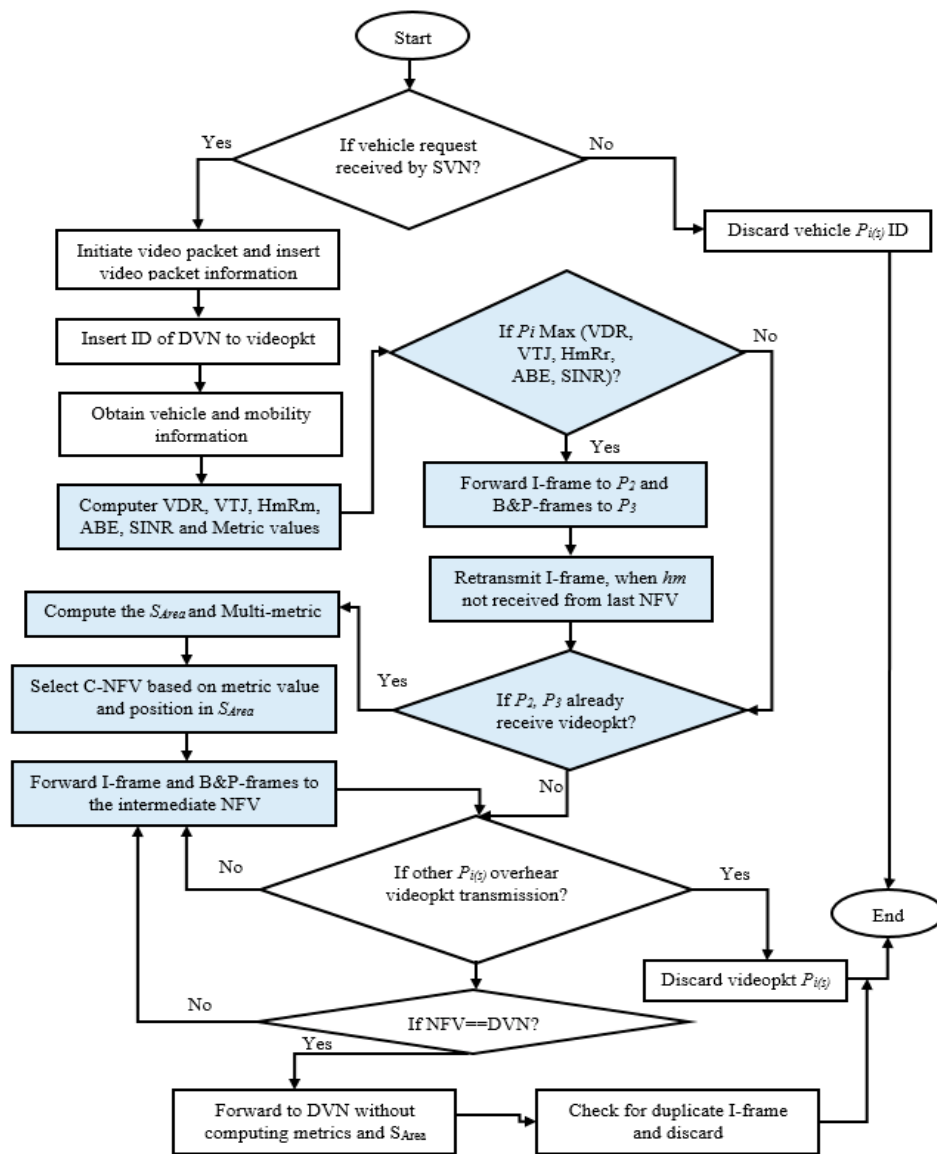 Start
If vehicle request
received by SVN?
Yes
No
Discard vehicle Pi(s) ID
Initiate video packet and insert
video packet information
Insert ID of DVN to videopkt
Obtain vehicle and mobility
information
Computer VDR, VTJ, HmRm,
ABE, SINR and Metric values
If Pi Max (VDR,
VTJ, HmRr,
ABE, SINR)?
No
Yes
Forward I-frame to P2 and
B&P-frames to P3
Retransmit I-frame, when hm
not received from last NFV
If P2, P3 already
receive videopkt?
Yes
No
Compute the SArea and Multi-metric
Select C-NFV based on metric value
and position in SArea
Forward I-frame and B&P-frames to
the intermediate NFV
If other Pi(s) overhear
videopkt transmission?
No
Yes
End
Discard videopkt Pi(s)
If NFV==DVN?
No
Yes
Forward to DVN without
computing metrics and SArea
Check for duplicate I-frame
and discard